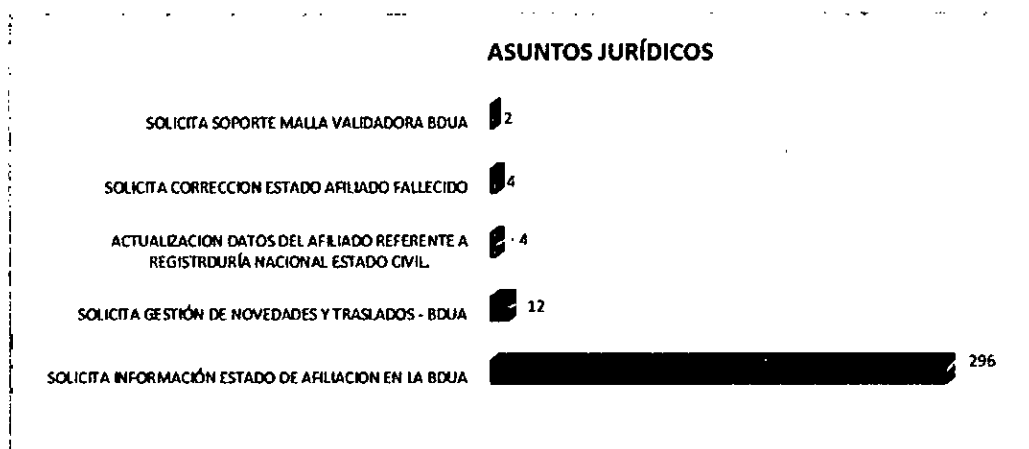 ASUNTOS JURÍDICOS
SOLICITA SOPORTE MALLA VALIDADORA BDUA
2
SOLICITA CORRECCION ESTADO AFILIADO FALLECIDO
4
ACTUALIZACION DATOS DEL AFILIADO REFERENTE A
REGISTRDURÍA NACIONAL ESTADO CIVIL.
4
SOLICITA GESTIÓN DE NOVEDADES Y TRASLADOS - BDUA
12
SOLICITA INFORMACIÓN ESTADO DE AFILIACION EN LA BDUA
296